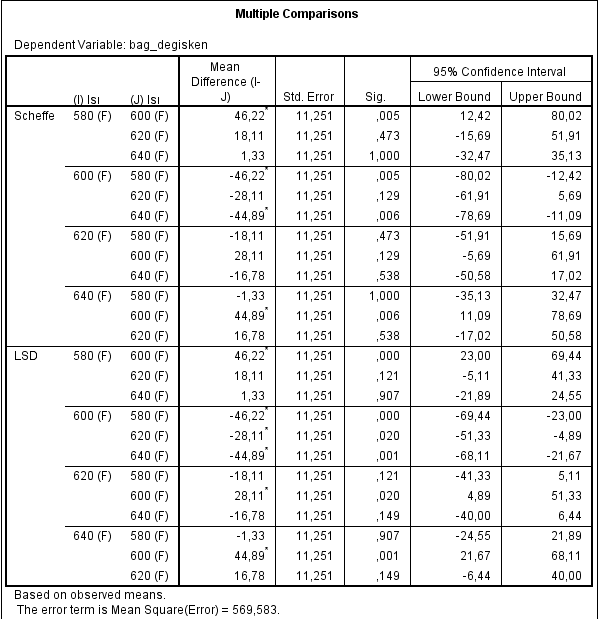 Multiple Comparisons
Dependent Variable: bag_degisken
(I) Isı (J) Isı Mean Difference (I-J) Std. Error Sig. 95% Confidence Interval
Lower Bound Upper Bound
Scheffe 580 (F) 600 (F) 46,22* 11,251 ,005 12,42 80,02
620 (F) 18,11 11,251 ,473 -15,69 51,91
640 (F) 1,33 11,251 1,000 -32,47 35,13
600 (F) 580 (F) -46,22* 11,251 ,005 -80,02 -12,42
620 (F) -28,11 11,251 ,129 -61,91 5,69
640 (F) -44,89* 11,251 ,006 -78,69 -11,09
620 (F) 580 (F) -18,11 11,251 ,473 -51,91 15,69
600 (F) 28,11 11,251 ,129 -5,69 61,91
640 (F) -16,78 11,251 ,538 -50,58 17,02
640 (F) 580 (F) -1,33 11,251 1,000 -35,13 32,47
600 (F) 44,89* 11,251 ,006 11,09 78,69
620 (F) 16,78 11,251 ,538 -17,02 50,58
LSD 580 (F) 600 (F) 46,22* 11,251 ,000 23,00 69,44
620 (F) 18,11 11,251 ,121 -5,11 41,33
640 (F) 1,33 11,251 ,907 -21,89 24,55
600 (F) 580 (F) -46,22* 11,251 ,000 -69,44 -23,00
620 (F) -28,11* 11,251 ,020 -51,33 -4,89
640 (F) -44,89* 11,251 ,001 -68,11 -21,67
620 (F) 580 (F) -18,11 11,251 ,121 -41,33 5,11
600 (F) 28,11* 11,251 ,020 4,89 51,33
640 (F) -16,78 11,251 ,149 -40,00 6,44
640 (F) 580 (F) -1,33 11,251 ,907 -24,55 21,89
600 (F) 44,89* 11,251 ,001 21,67 68,11
620 (F) 16,78 11,251 ,149 -6,44 40,00
Based on observed means.
The error term is Mean Square(Error) = 569,583.